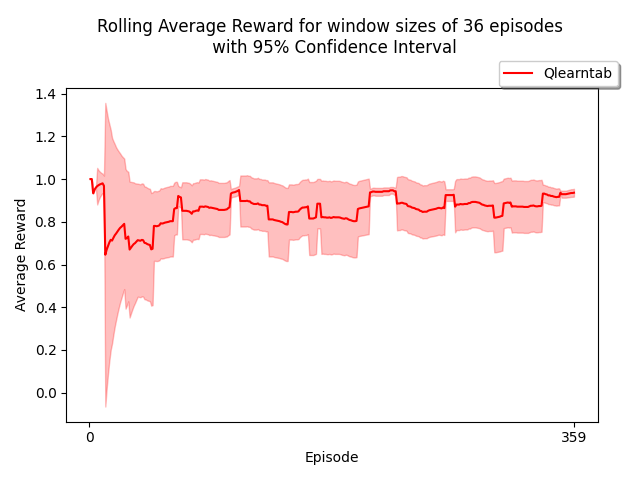 Rolling Average Reward for window sizes of 36 episodes
with 95% Confidence Interval
Qlearntab
1.4
1.2
1.0
0.8
0.6
0.4
0.2
0.0
Average Reward
0
359
Episode